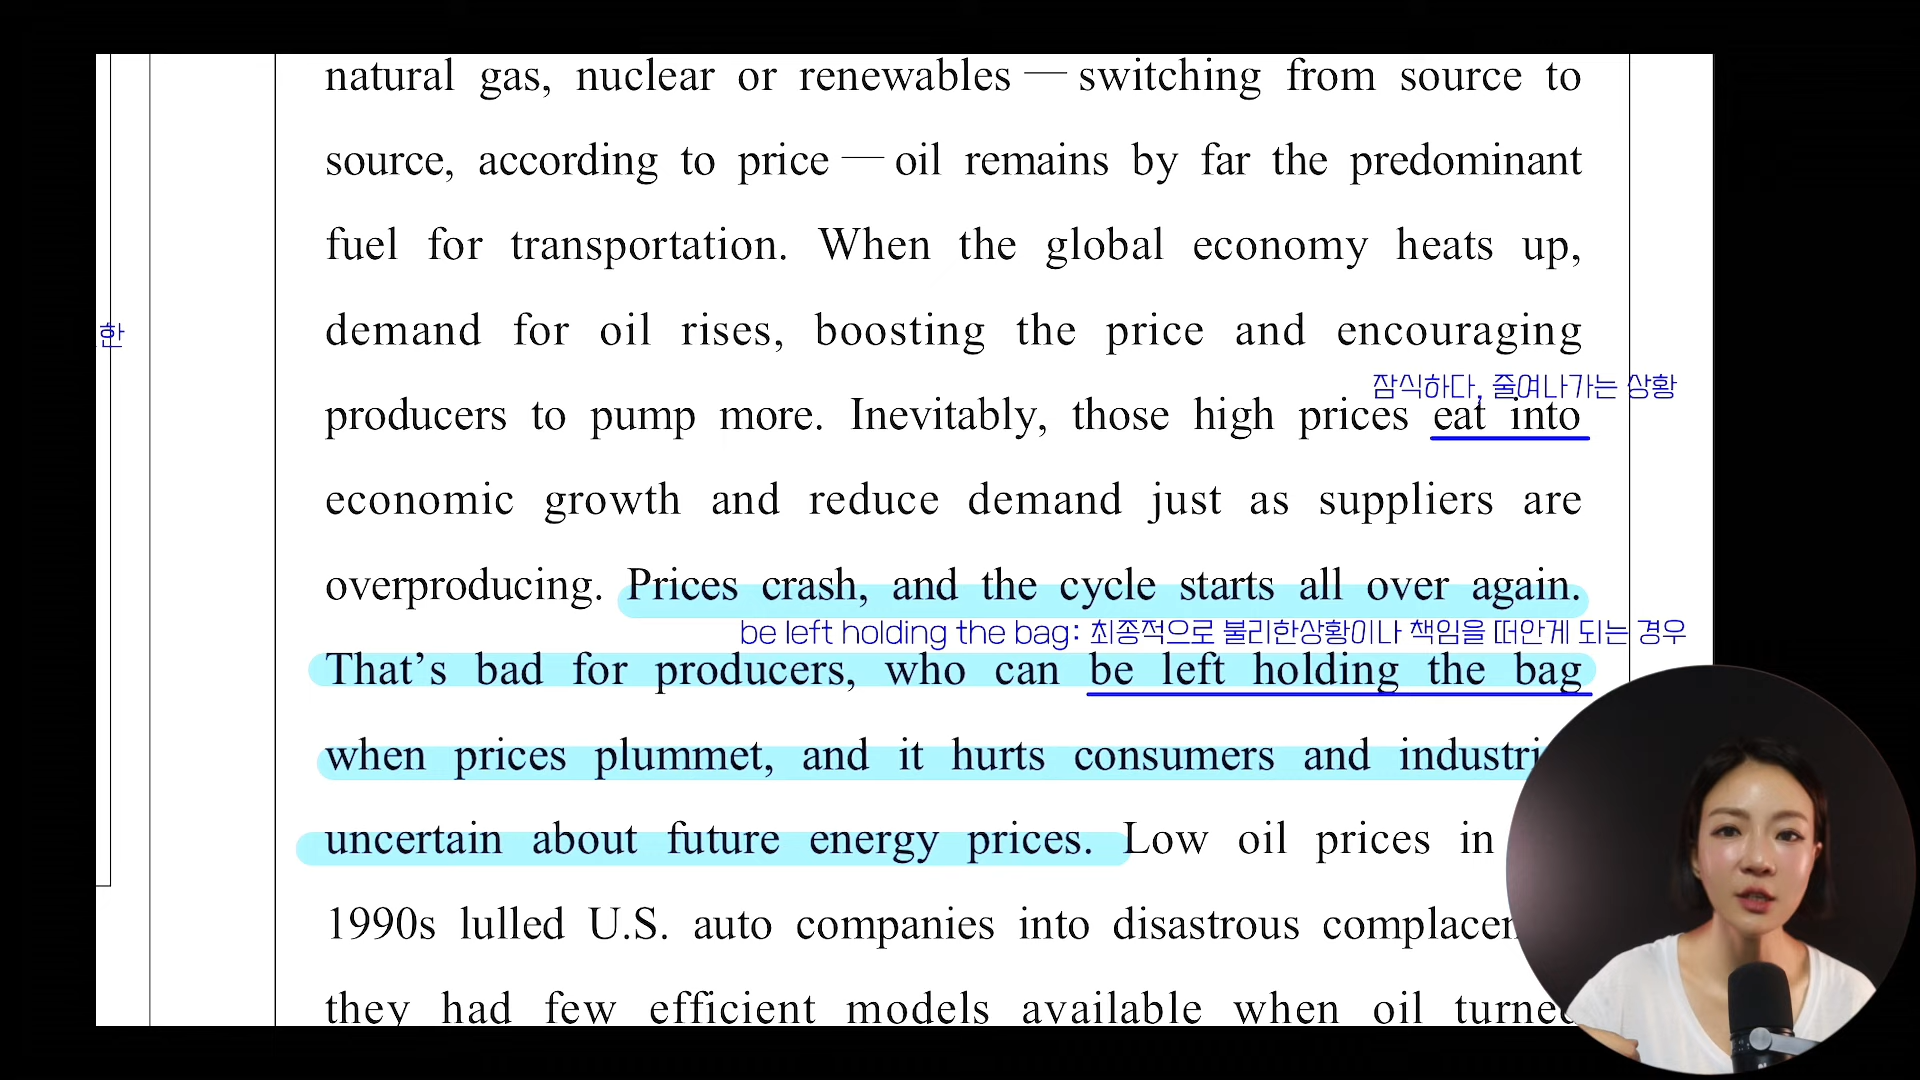 natural gas, nuclear or renewables — switching from source to
source, according to price — oil remains by far the predominant
fuel for transportation. When the global economy heats up,
한
demand for oil rises, boosting the price and encouraging
잠식하다, 줄여나가는 상황
producers to pump more. Inevitably, those high prices eat into
economic growth and reduce demand just as suppliers are
overproducing. Prices crash, and the cycle starts all over again.
be left holding the bag: 최종적으로 불리한상황이나 책임을 떠안게 되는 경우
That's bad for producers, who can be left holding the bag
when prices plummet, and it hurts consumers and industri
uncertain about future energy prices. Low oil prices in
1990s lulled U.S. auto companies into disastrous complacen
they had few efficient models available when oil turned